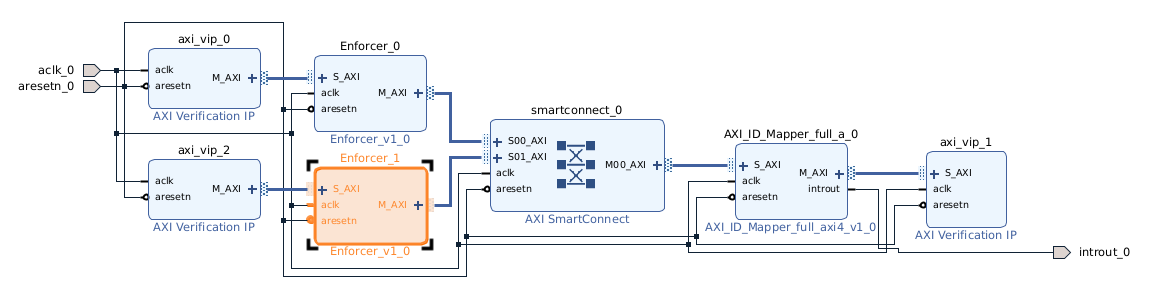 aclk_0
aresetn_0
axi_vip_0
aclk
aresetn
M_AXI
AXI Verification IP
axi_vip_2
aclk
aresetn
M_AXI
AXI Verification IP
Enforcer_0
S_AXI
aclk
aresetn
M_AXI
Enforcer_v1_0
Enforcer_1
S_AXI
aclk
aresetn
M_AXI
Enforcer_v1_0
smartconnect_0
S00_AXI
S01_AXI
aclk
aresetn
M00_AXI
AXI SmartConnect
AXI_ID_Mapper_full_a_0
S_AXI
aclk
aresetn
M_AXI
introut
AXI_ID_Mapper_full_axi4_v1_0
axi_vip_1
S_AXI
aclk
aresetn
AXI Verification IP
introut_0